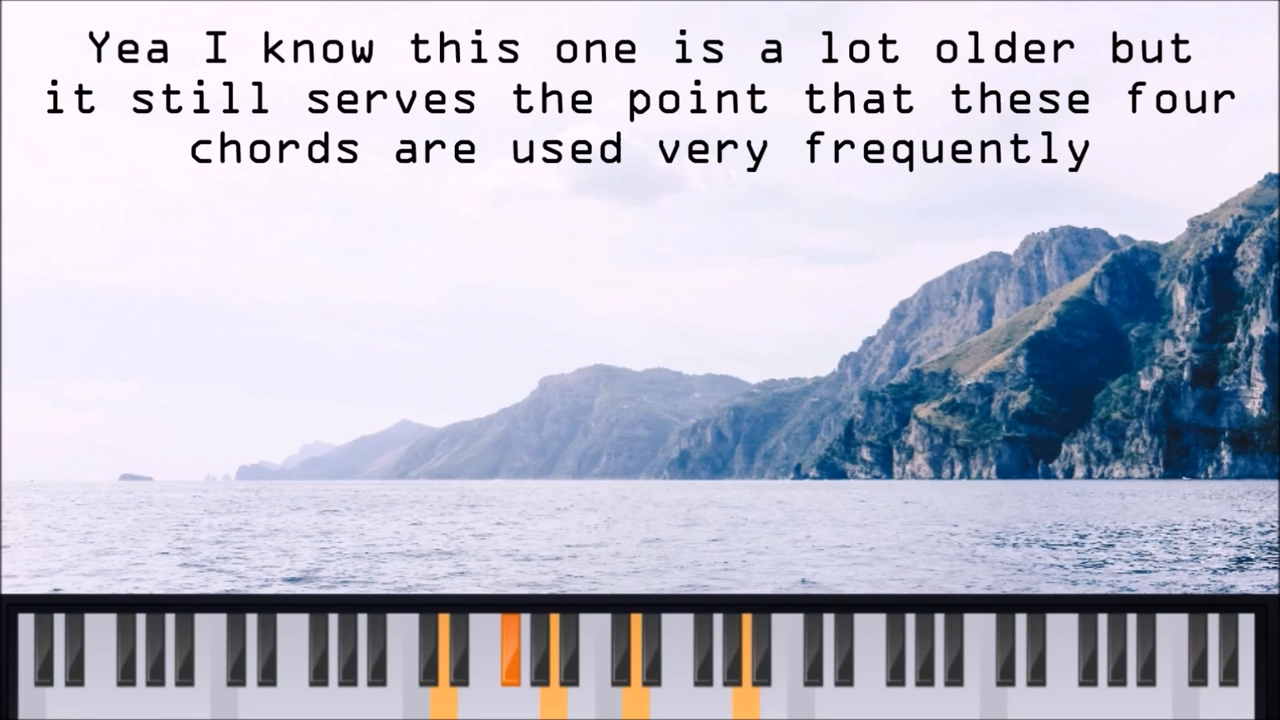 Yea I know this one is a lot older but
it still serves the point that these four
chords are used very frequently